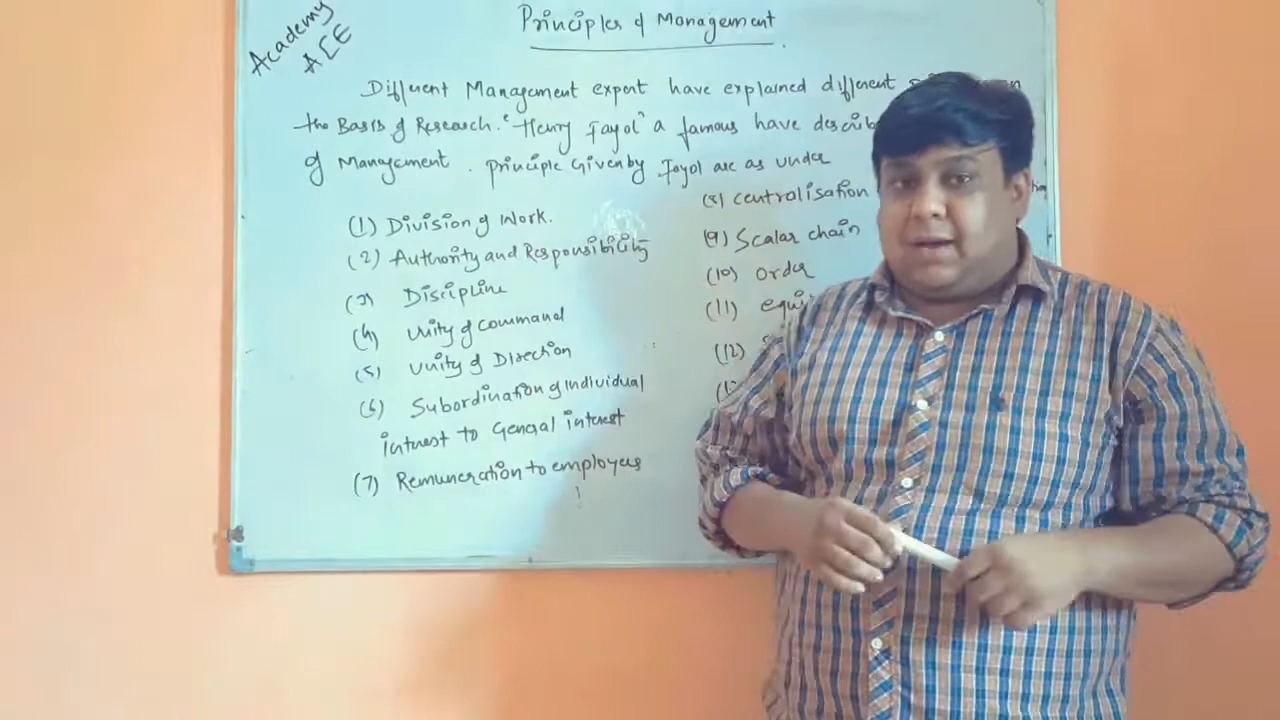 Academy
ACE
Principles of Management
Different Management expert have explained different
the Basis of Research. "Henry Fayol" a famous have
of Management. Principle Given by Fayol are as under
(1) Division of Work.
(2) Authority and Responsibility
(3) Discipline
(4) Unity of command
(5) Unity of Direction
(6) Subordination of Individual
interest to General interest
(7) Remuneration to employees
(8) centralisation
(9) Scalar chain
(10) Order
(11)
(12)